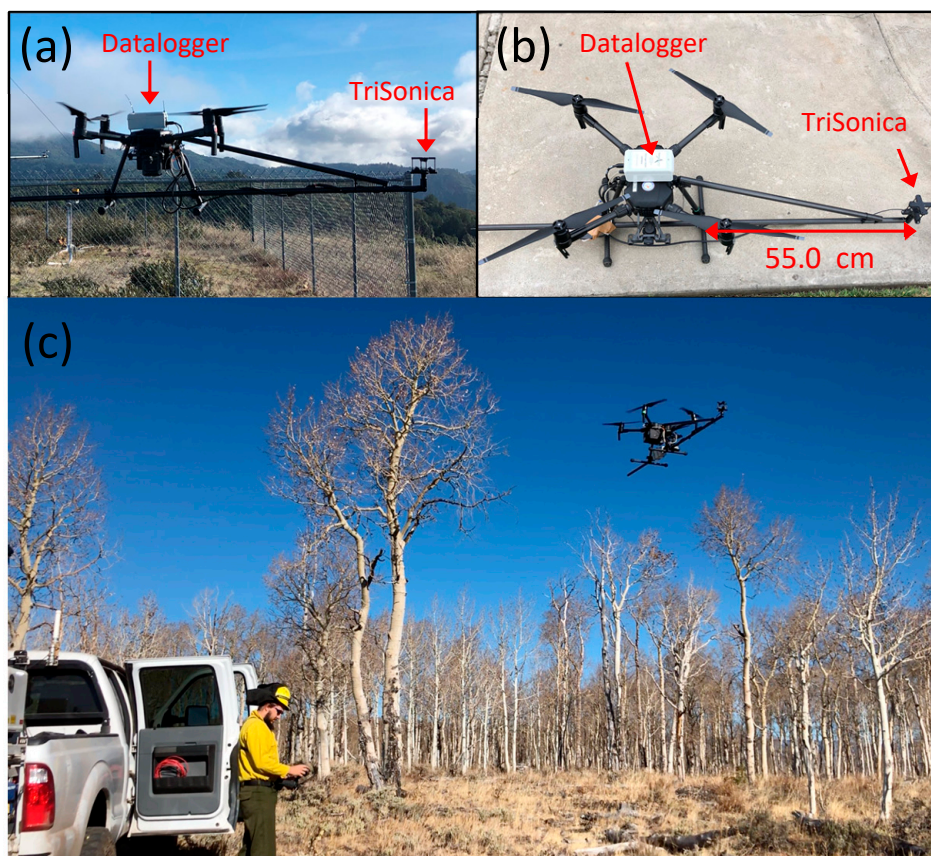 (a)
Datalogger
TriSonica
(b)
Datalogger
TriSonica
55.0 cm
(c)